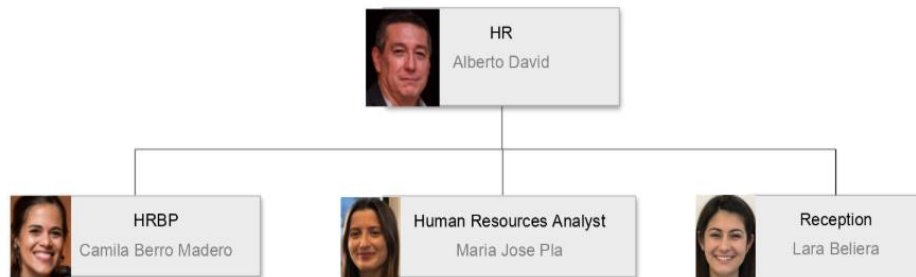 HR
Alberto David
HRBP
Camila Berro Madero
Human Resources Analyst
Maria Jose Pla
Reception
Lara Beliera